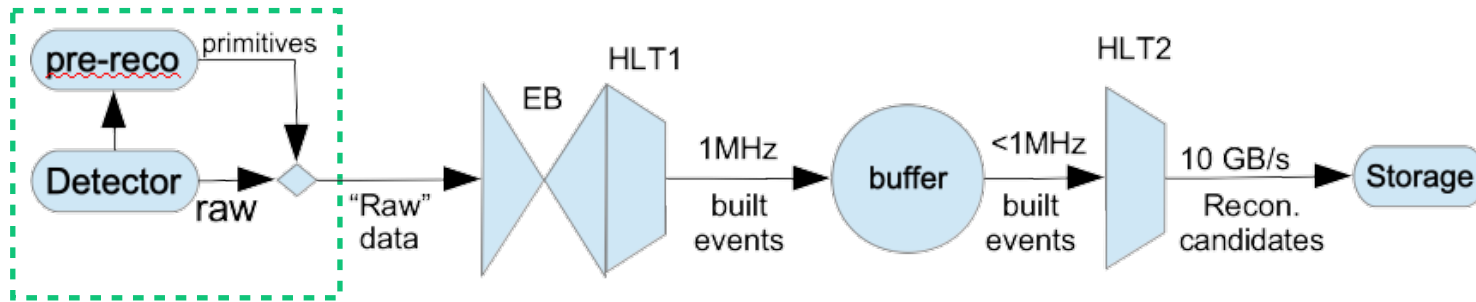 pre-reco
primitives
Detector
raw
“Raw”
data
EB
HLT1
1MHz
built
events
buffer
<1MHz
built
events
HLT2
10 GB/s
Recon.
candidates
Storage